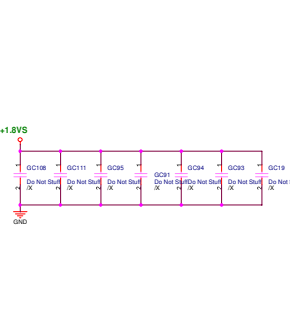 +1.8VS
1 1 1 1 1 1 1
GC108 GC111 GC95 GC91 GC94 GC93 GC19
Do Not Stuff Do Not Stuff Do Not Stuff Do Not Stuff Do Not Stuff Do Not Stuff Do Not
2 2 2 2 2 2 2
/X /X /X /X /X /X /X
GND